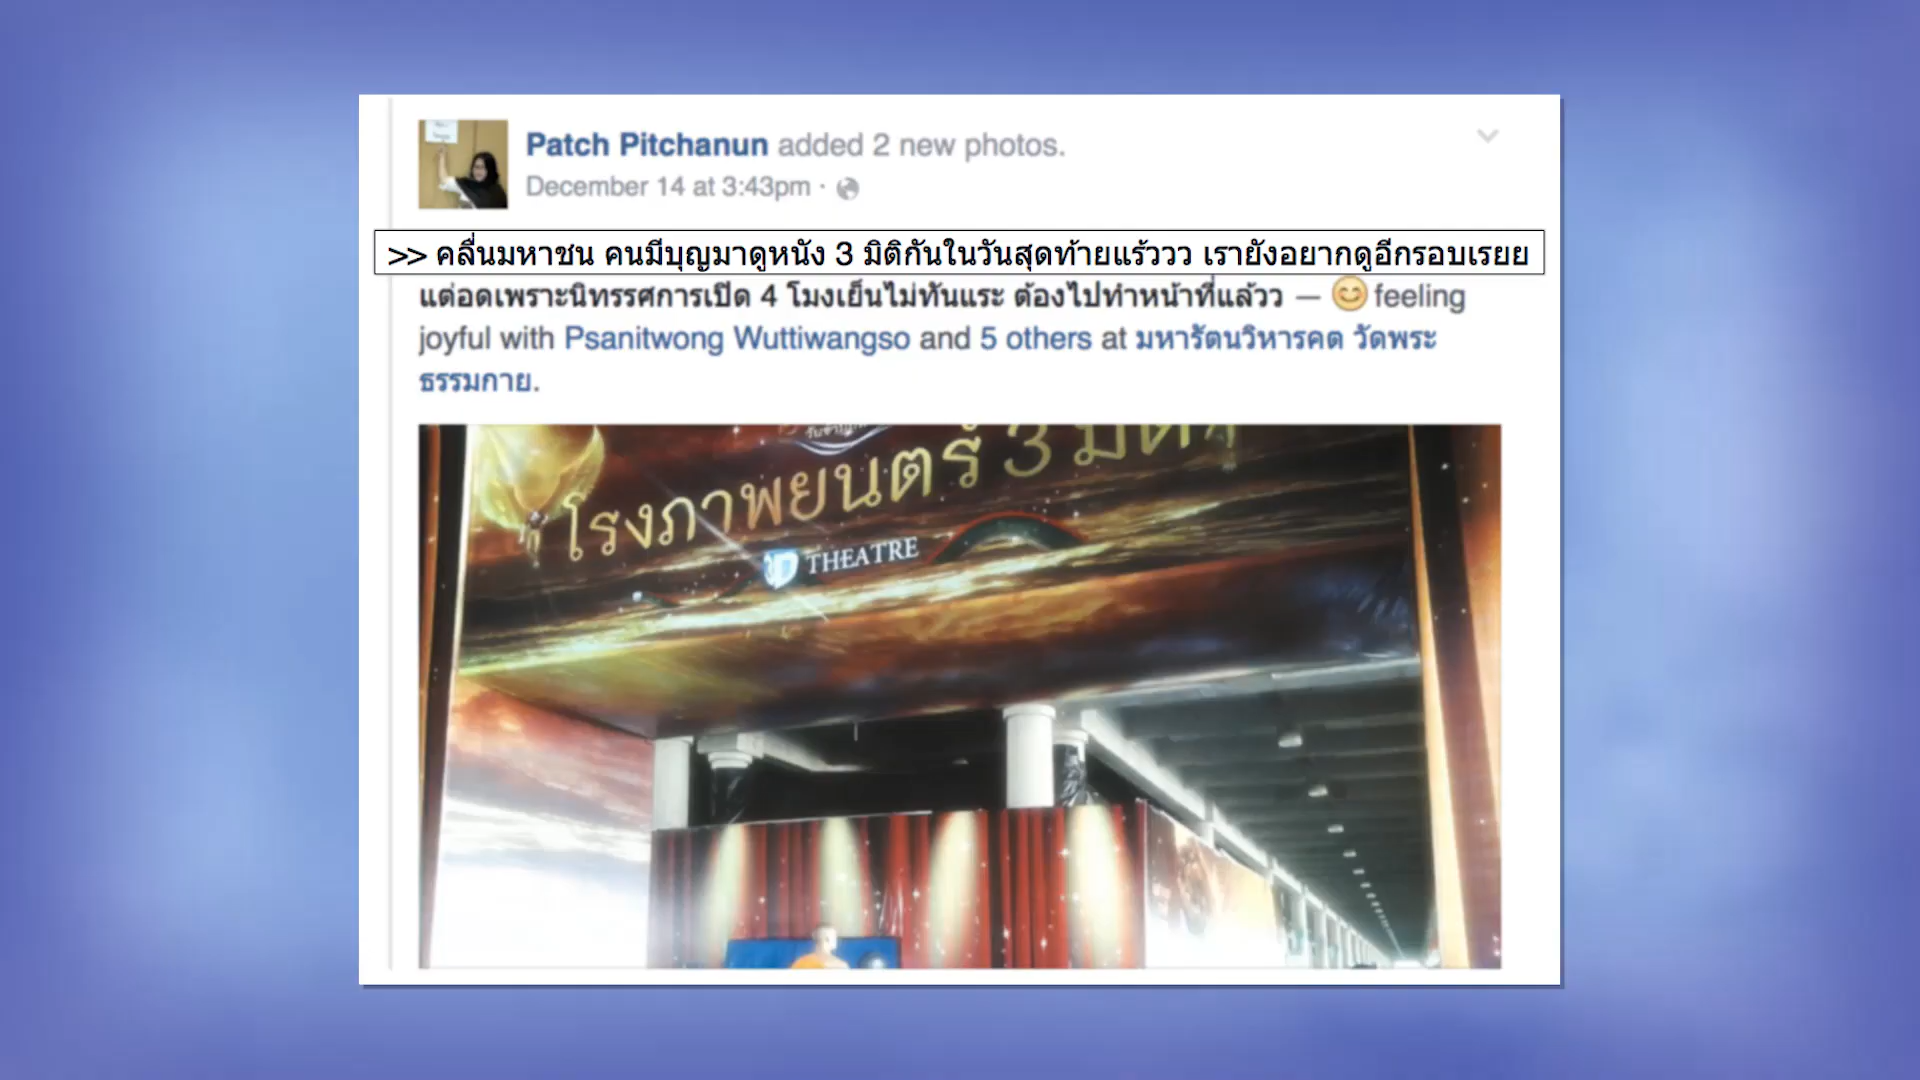 Patch Pitchanun added 2 new photos.
December 14 at 3:43pm ·
>> คลื่นมหาชน คนมีบุญมาดูหนัง 3 มิติกันในวันสุดท้ายแร้ววว เรายังอยากดูอีกรอบเรยย
แต่อดเพราะนิทรรศการเปิด 4 โมงเย็นไม่ทันแระ ต้องไปทำหน้าที่แล้วว — 😊 feeling
joyful with Psanitwong Wuttiwangso and 5 others at มหารัตนวิหารคด วัดพระ
ธรรมกาย.
โรงภาพยนตร์ 3 มิติ
3D THEATRE